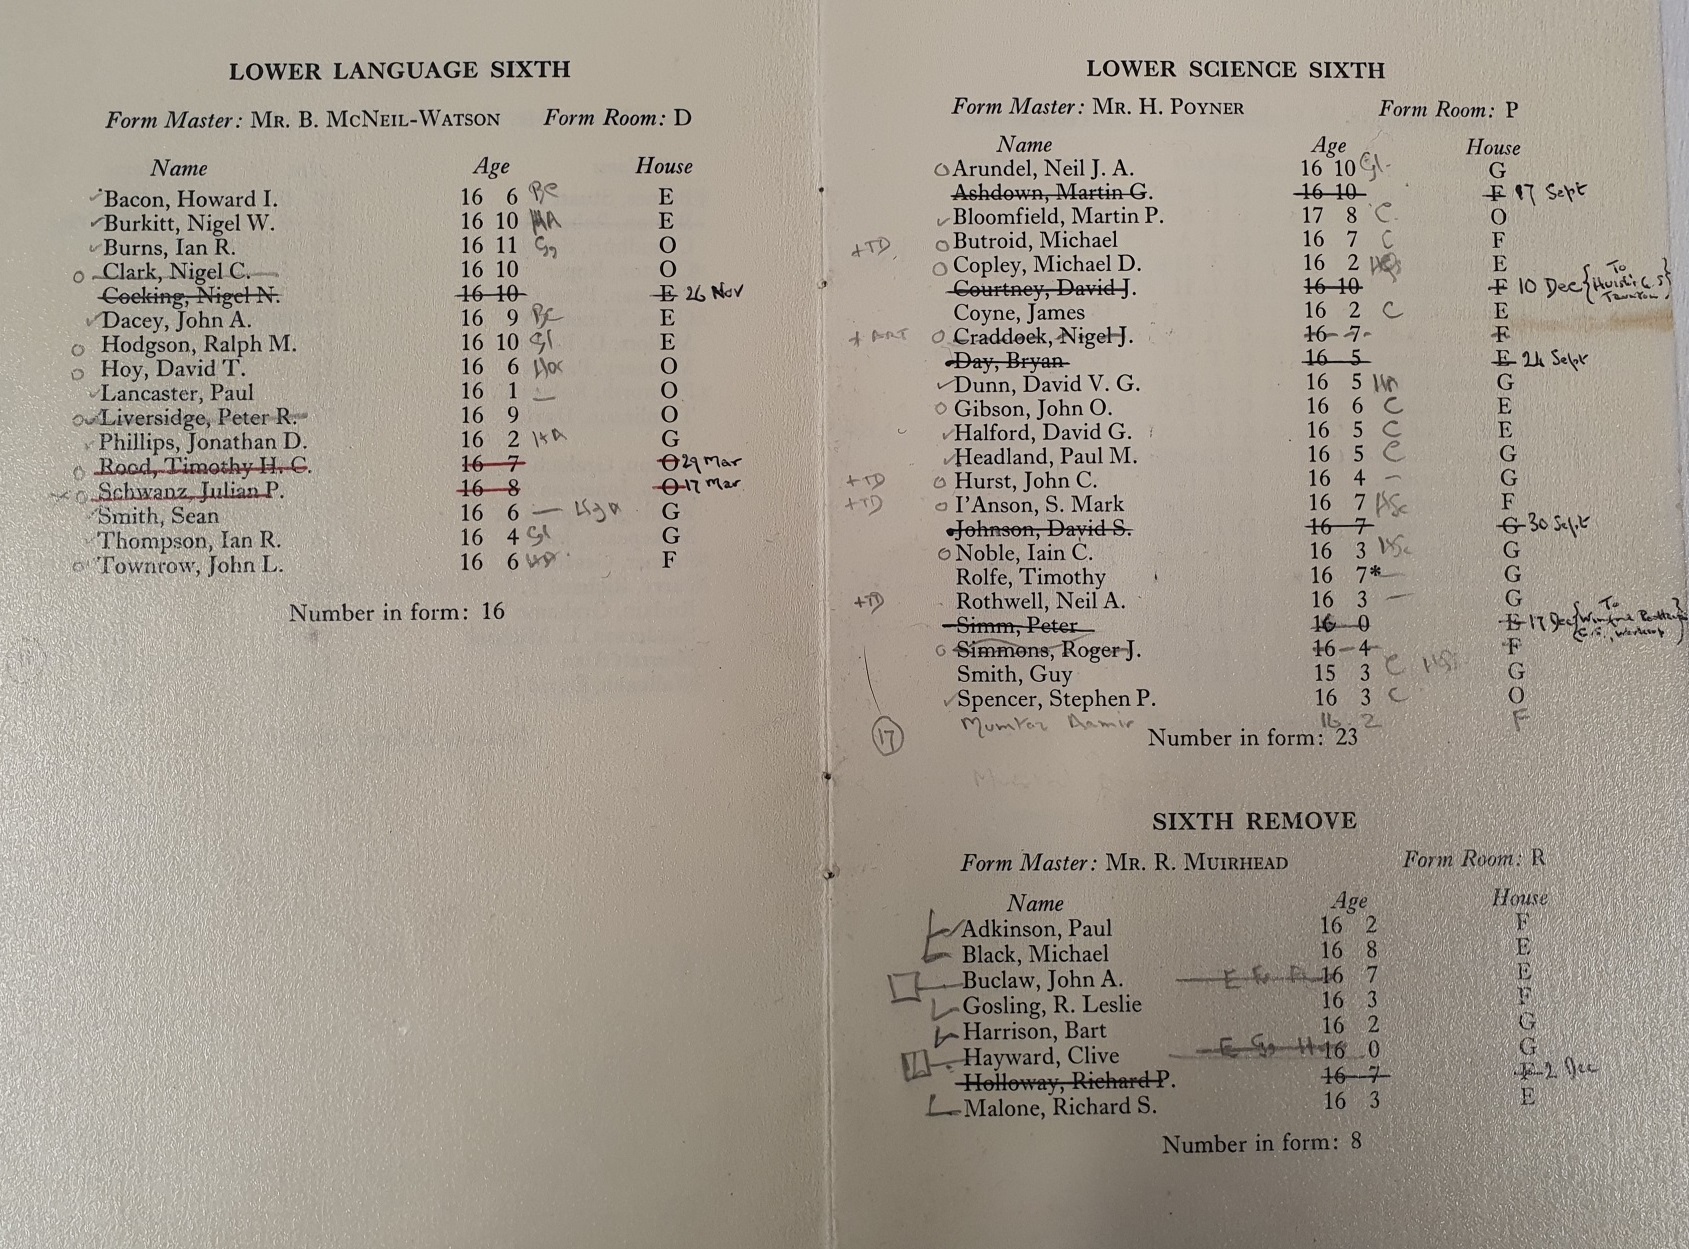 LOWER LANGUAGE SIXTH
Form Master: MR. B. MCNEIL-WATSON Form Room: D
Name Age House
Bacon, Howard I. 16 6 E
Burkitt, Nigel W. 16 10 E
Burns, Ian R. 16 11 O
Clark, Nigel C. 16 10 O
Cocking, Nigel N. 16 10 E 26 Nov
Dacey, John A. 16 9 E
Hodgson, Ralph M. 16 10 E
Hoy, David T. 16 6 O
Lancaster, Paul 16 1 O
Liversidge, Peter R. 16 9 O
Phillips, Jonathan D. 16 2 G
Rood, Timothy H. C. 16 7 O 29 Mar
Schwanz, Julian P. 16 8 O 17 Mar
Smith, Sean 16 6 G
Thompson, Ian R. 16 4 G
Townrow, John L. 16 6 F
Number in form: 16
LOWER SCIENCE SIXTH
Form Master: MR. H. POYNER Form Room: P
Name Age House
Arundel, Neil J. A. 16 10 G
Ashdown, Martin G. 16 10 F 17 Sept
Bloomfield, Martin P. 17 8 C O
+TD Butroid, Michael 16 7 C F
Copley, Michael D. 16 2 E
Courtney, David J. 16 10 F 10 Dec To
Coyne, James 16 2 C E
+ ART Craddock, Nigel J. 16 7 F
Day, Bryan 16 5 E 24 Sept
Dunn, David V. G. 16 5 G
Gibson, John O. 16 6 C E
Halford, David G. 16 5 C E
Headland, Paul M. 16 5 C G
+TD Hurst, John C. 16 4 G
+TD I'Anson, S. Mark 16 7 F
Johnson, David S. 16 7 G 30 Sept
Noble, Iain C. 16 3 G
Rolfe, Timothy 16 7* G
+TD Rothwell, Neil A. 16 3 G
Simm, Peter 16 0 E 17 Dec To
Simmons, Roger J. 16 4 F
Smith, Guy 15 3 C G
Spencer, Stephen P. 16 3 C O
Mumtaz Aamir 16 2 F
17 Number in form: 23
SIXTH REMOVE
Form Master: MR. R. MUIRHEAD Form Room: R
Name Age House
Adkinson, Paul 16 2 F
Black, Michael 16 8 E
Buclaw, John A. 16 7 E
Gosling, R. Leslie 16 3 F
Harrison, Bart 16 2 G
Hayward, Clive 16 0 G
Holloway, Richard P. 16 7 F 2 Dec
Malone, Richard S. 16 3 E
Number in form: 8